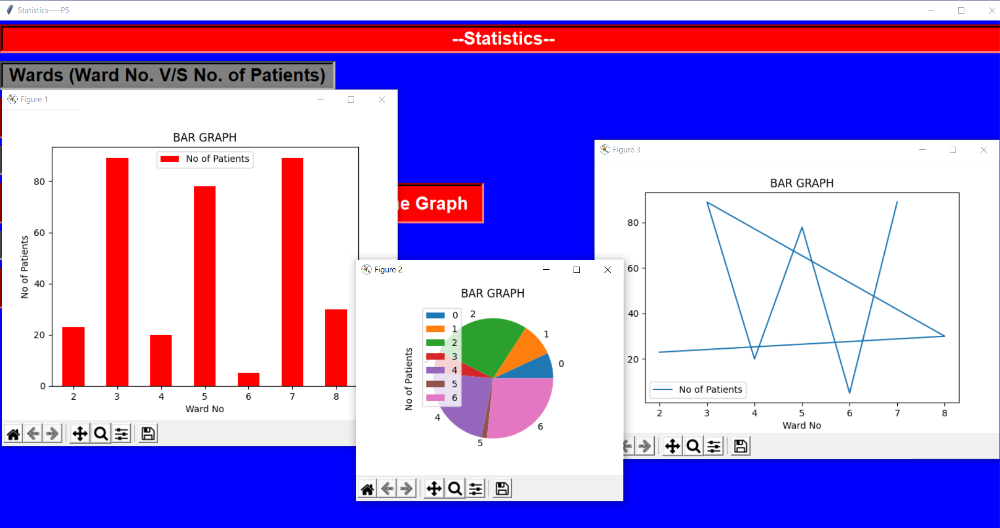 Statistics----P5
--Statistics--
Wards (Ward No. V/S No. of Patients)
Figure 1
BAR GRAPH
No of Patients
80
60
40
20
0
No of Patients
2 3 4 5 6 7 8
Ward No
Graph
Figure 2
BAR GRAPH
0
1
2
3
4
5
6
No of Patients
2
1
0
4
5
6
Figure 3
BAR GRAPH
80
60
40
20
No of Patients
2 3 4 5 6 7 8
Ward No